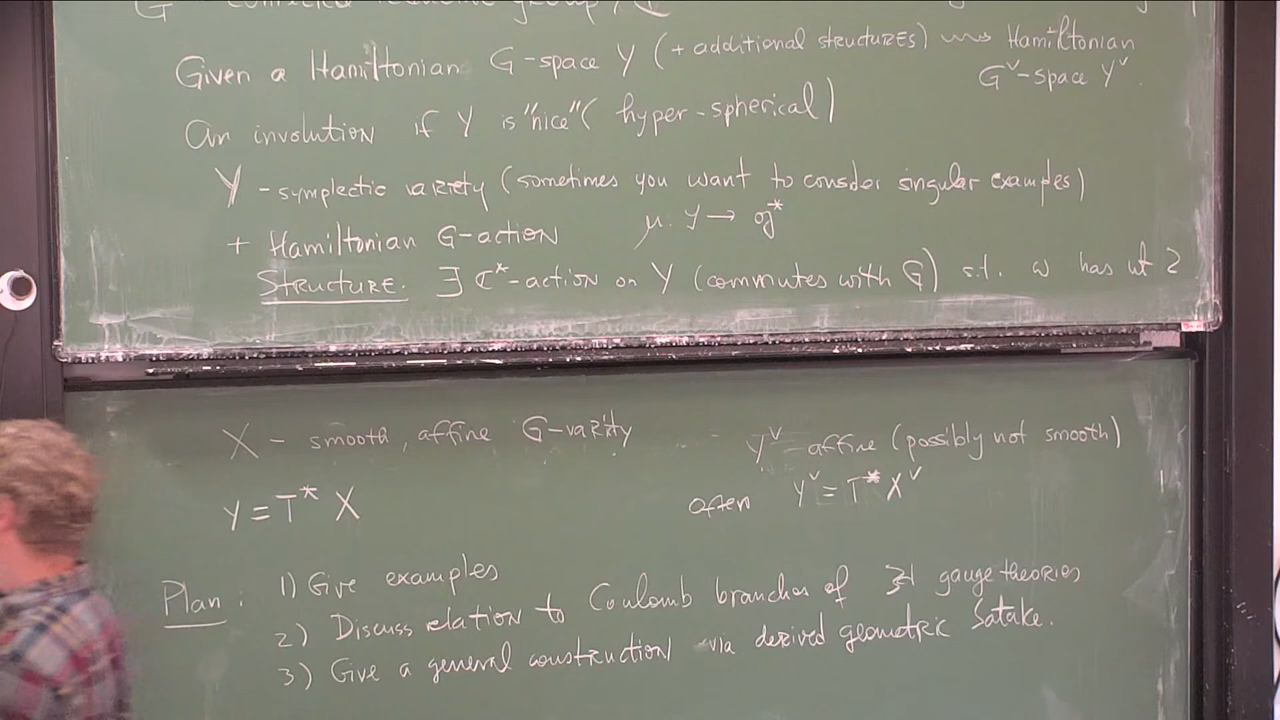 G - connected reductive group / ℂ
Given a Hamiltonian G-space Y (+ additional structures) ⇝ Hamiltonian
G^∨-space Y^∨.
An involution if Y is "nice" (hyper-spherical)
Y - symplectic variety (sometimes you want to consider singular examples)
+ Hamiltonian G-action μ: Y → 𝔤*
Structure. ∃ ℂ*-action on Y (commutes with G) s.t. ω has wt 2
X - smooth, affine G-variety
Y^∨ - affine (possibly not smooth)
Y = T* X
often Y^∨ = T* X^∨
Plan: 1) Give examples
2) Discuss relation to Coulomb branches of 3d gauge theories
3) Give a general construction via derived geometric Satake.